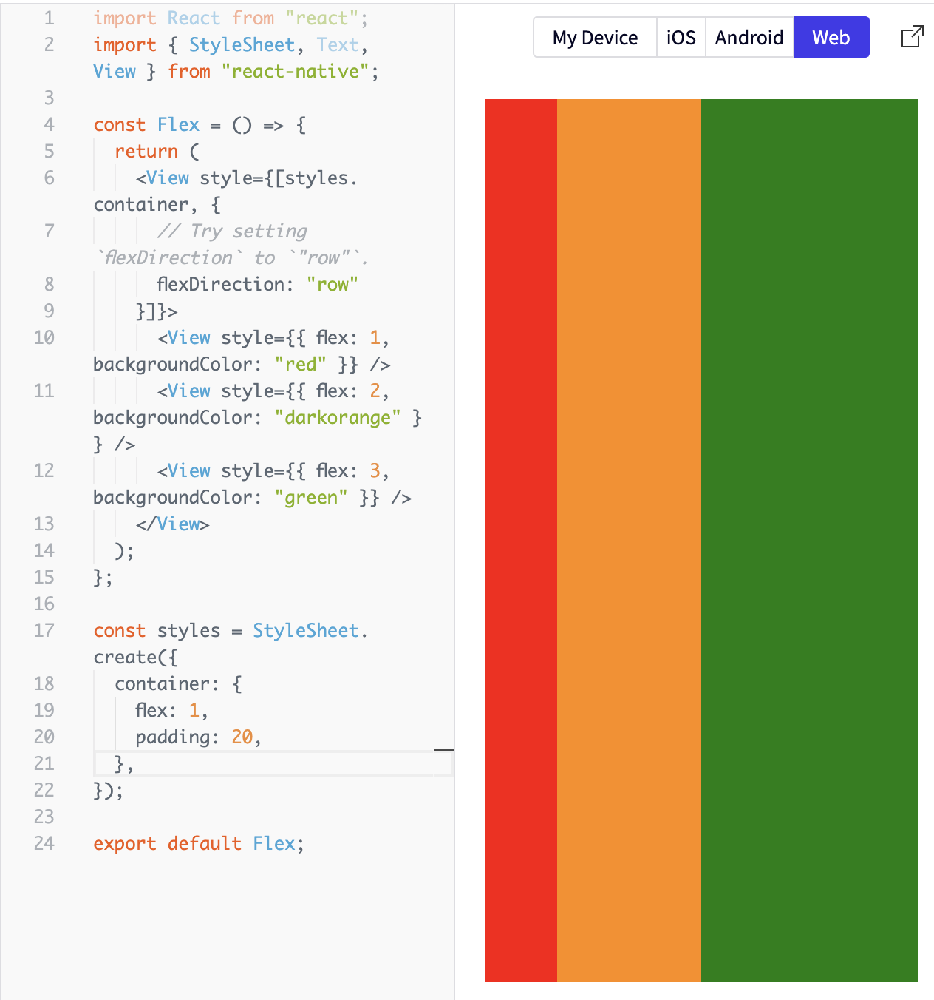 1 import React from "react";
2 import { StyleSheet, Text,
View } from "react-native";
3
4 const Flex = () => {
5 return (
6 <View style={[styles.
container, {
7 // Try setting
`flexDirection` to `"row"`.
8 flexDirection: "row"
9 }]}>
10 <View style={{ flex: 1,
backgroundColor: "red" }} />
11 <View style={{ flex: 2,
backgroundColor: "darkorange" }
} />
12 <View style={{ flex: 3,
backgroundColor: "green" }} />
13 </View>
14 );
15 };
16
17 const styles = StyleSheet.
create({
18 container: {
19 flex: 1,
20 padding: 20,
21 },
22 });
23
24 export default Flex;
My Device iOS Android Web